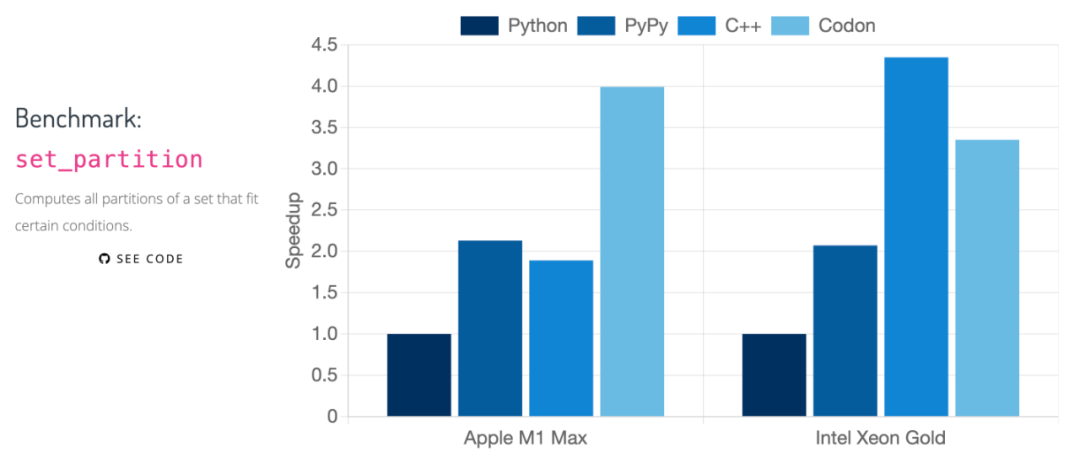 Benchmark:
set_partition
Computes all partitions of a set that fit
certain conditions.
SEE CODE
Python PyPy C++ Codon
Speedup
4.5
4.0
3.5
3.0
2.5
2.0
1.5
1.0
0.5
0
Apple M1 Max Intel Xeon Gold